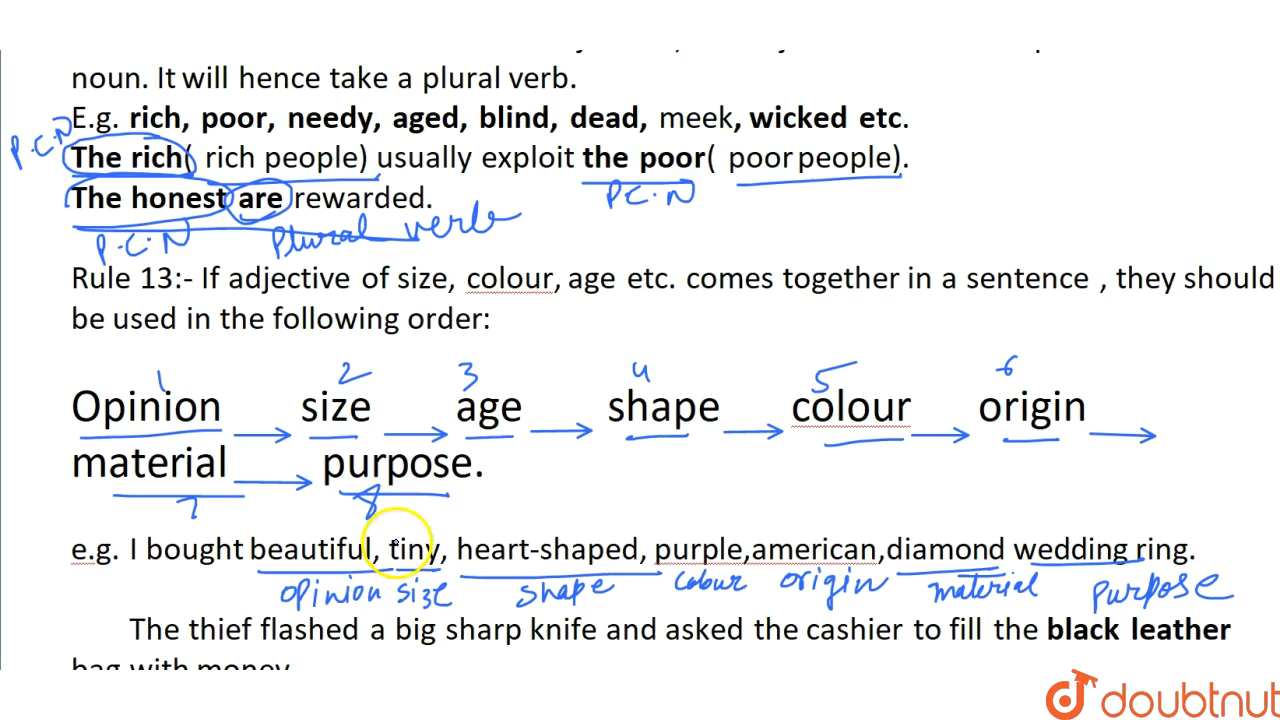 noun. It will hence take a plural verb.
E.g. rich, poor, needy, aged, blind, dead, meek, wicked etc.
P.C.N
The rich( rich people) usually exploit the poor( poor people).
The honest are rewarded. P.C.N
P.C.N Plural verb
Rule 13:- If adjective of size, colour, age etc. comes together in a sentence , they should
be used in the following order:
1 2 3 4 5 6
Opinion size age shape colour origin
material purpose.
7 8
e.g. I bought beautiful, tiny, heart-shaped, purple,american,diamond wedding ring.
opinion size shape colour origin material purpose
The thief flashed a big sharp knife and asked the cashier to fill the black leather
bag with money
doubtnut